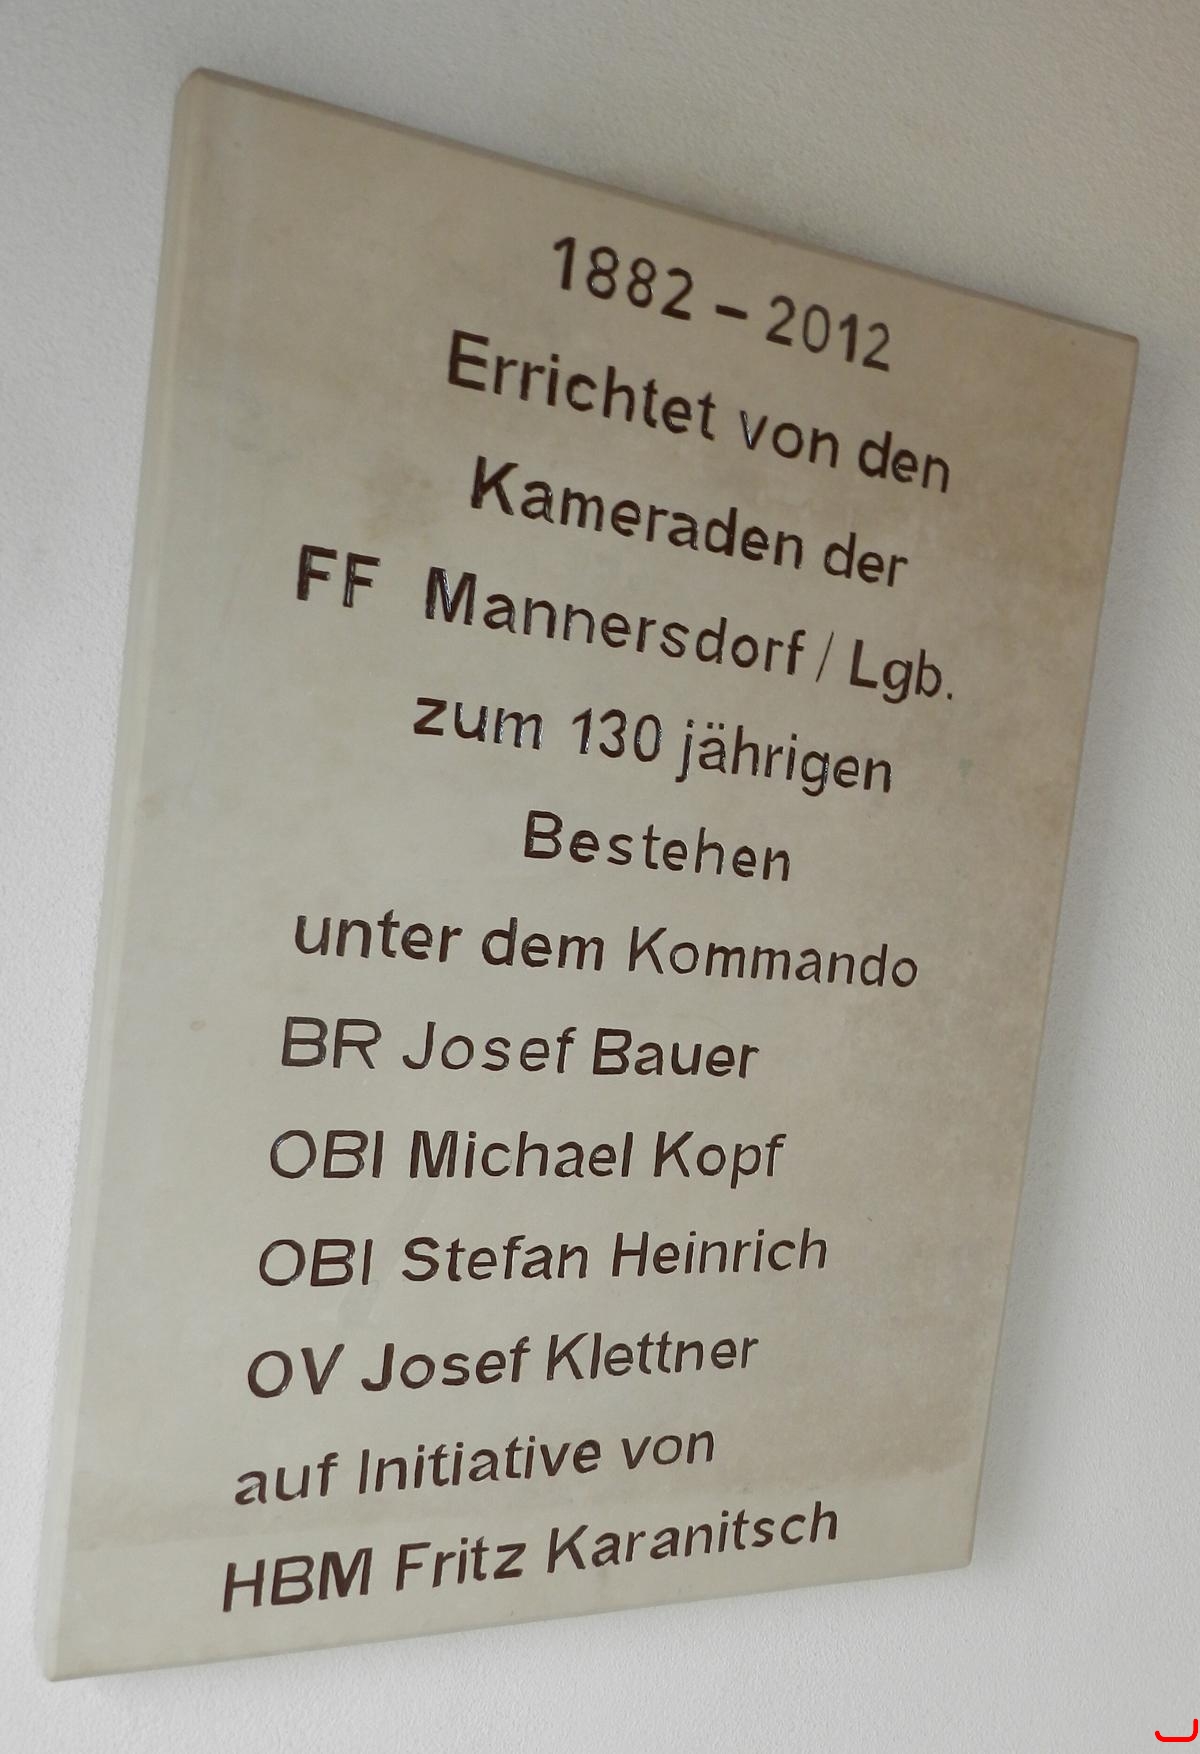 1882 – 2012
Errichtet von den
Kameraden der
FF Mannersdorf / Lgb.
zum 130 jährigen
Bestehen
unter dem Kommando
BR Josef Bauer
OBI Michael Kopf
OBI Stefan Heinrich
OV Josef Klettner
auf Initiative von
HBM Fritz Karanitsch